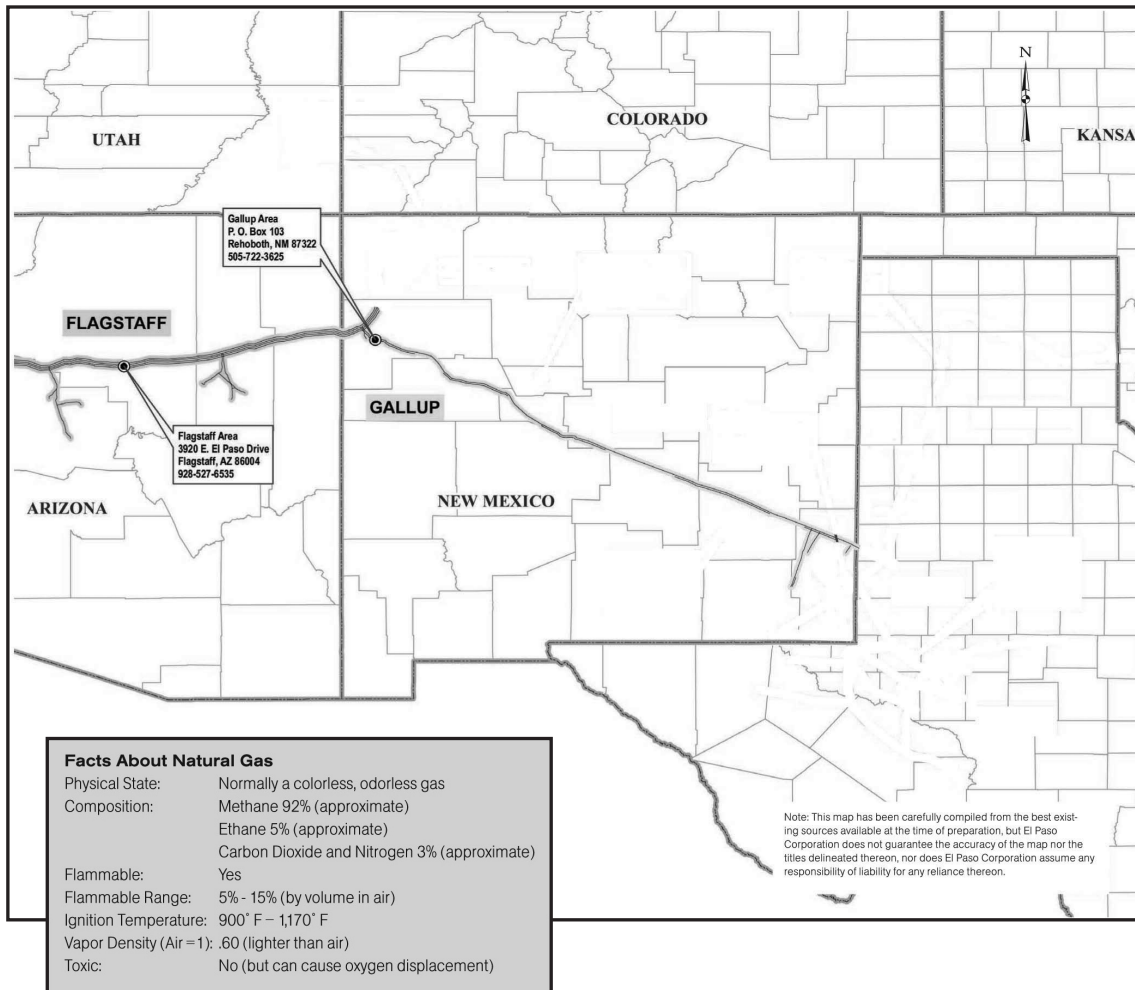 N
UTAH
COLORADO
KANSA
Gallup Area
P. O. Box 103
Rehoboth, NM 87322
505-722-3625
FLAGSTAFF
GALLUP
Flagstaff Area
3920 E. El Paso Drive
Flagstaff, AZ 86004
928-527-6535
ARIZONA
NEW MEXICO
Facts About Natural Gas
Physical State: Normally a colorless, odorless gas
Composition: Methane 92% (approximate)
Ethane 5% (approximate)
Carbon Dioxide and Nitrogen 3% (approximate)
Flammable: Yes
Flammable Range: 5% - 15% (by volume in air)
Ignition Temperature: 900° F – 1,170° F
Vapor Density (Air =1): .60 (lighter than air)
Toxic: No (but can cause oxygen displacement)
Note: This map has been carefully compiled from the best exist-
ing sources available at the time of preparation, but El Paso
Corporation does not guarantee the accuracy of the map nor the
titles delineated thereon, nor does El Paso Corporation assume any
responsibility of liability for any reliance thereon.